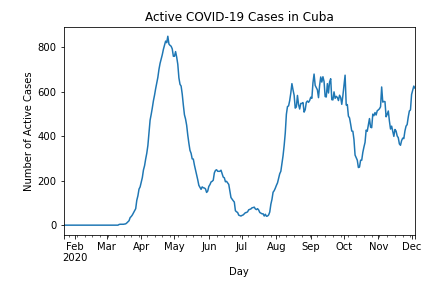 Active COVID-19 Cases in Cuba
Number of Active Cases
800
600
400
200
0
Feb Mar Apr May Jun Jul Aug Sep Oct Nov Dec
2020
Day